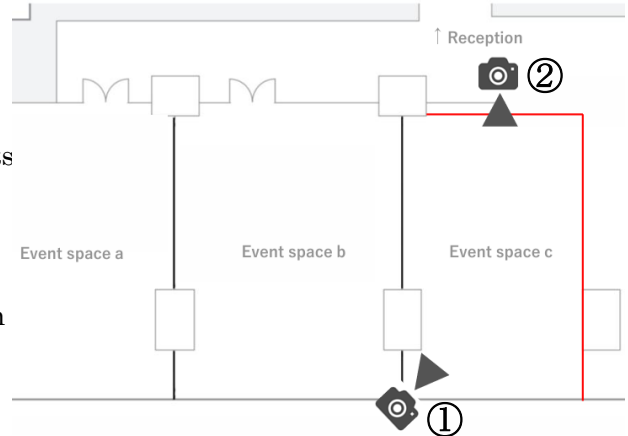 ↑ Reception
②
s
Event space a
Event space b
Event space c
①